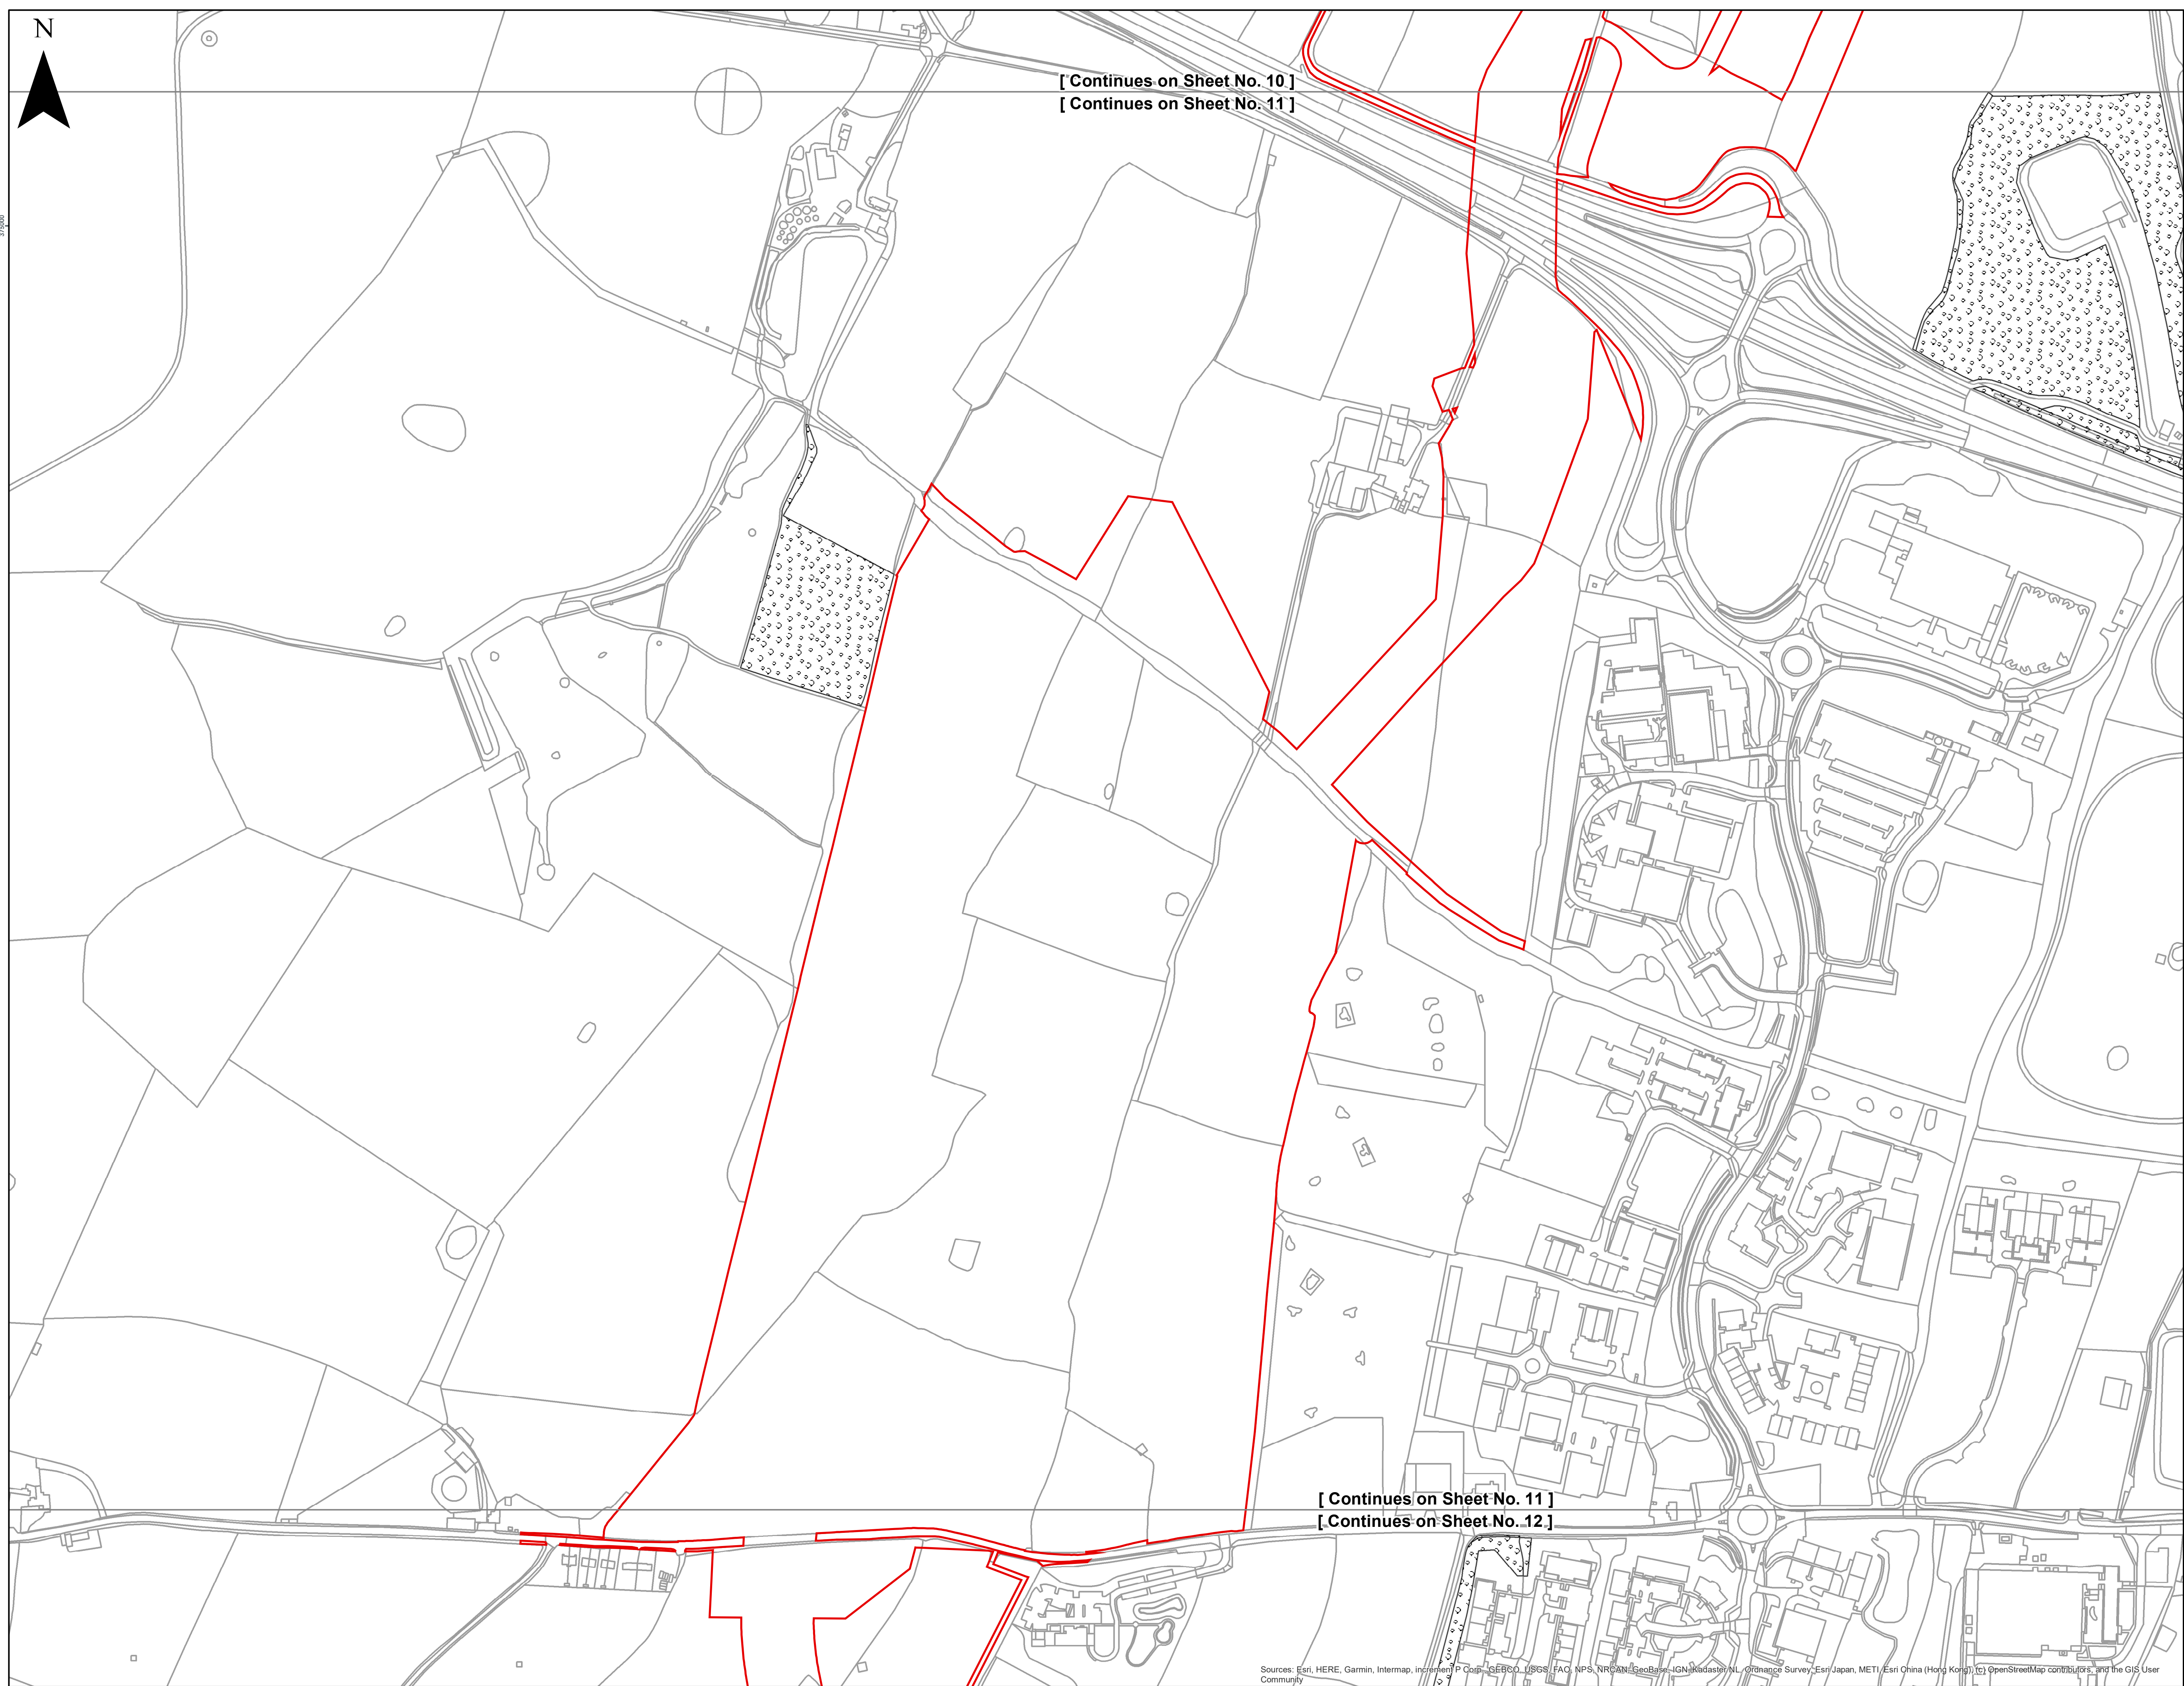 N
[ Continues on Sheet No. 10 ]
[ Continues on Sheet No. 11 ]
375000
[ Continues on Sheet No. 11 ]
[ Continues on Sheet No. 12 ]
Sources: Esri, HERE, Garmin, Intermap, increment P Corp., GEBCO, USGS, FAO, NPS, NRCAN, GeoBase, IGN, Kadaster NL, Ordnance Survey, Esri Japan, METI, Esri China (Hong Kong), (c) OpenStreetMap contributors, and the GIS User
Community